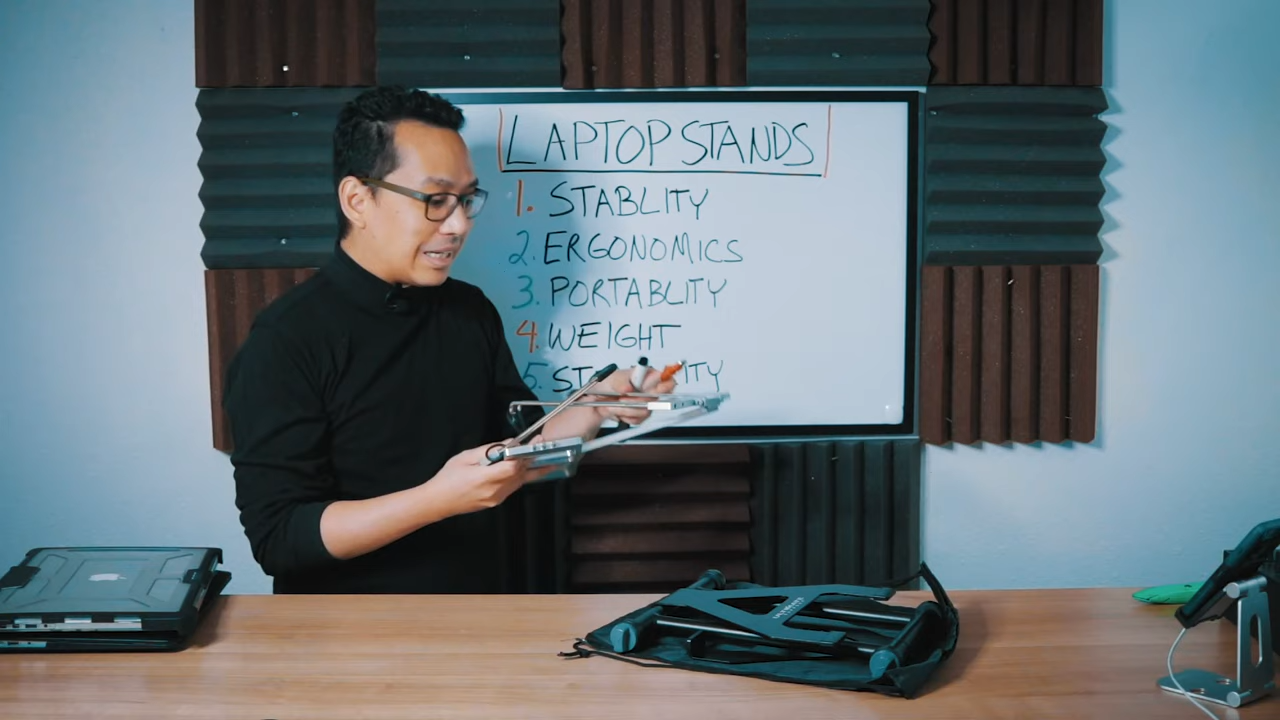 LAPTOP STANDS
1. STABLITY
2. ERGONOMICS
3. PORTABLITY
4. WEIGHT
5.